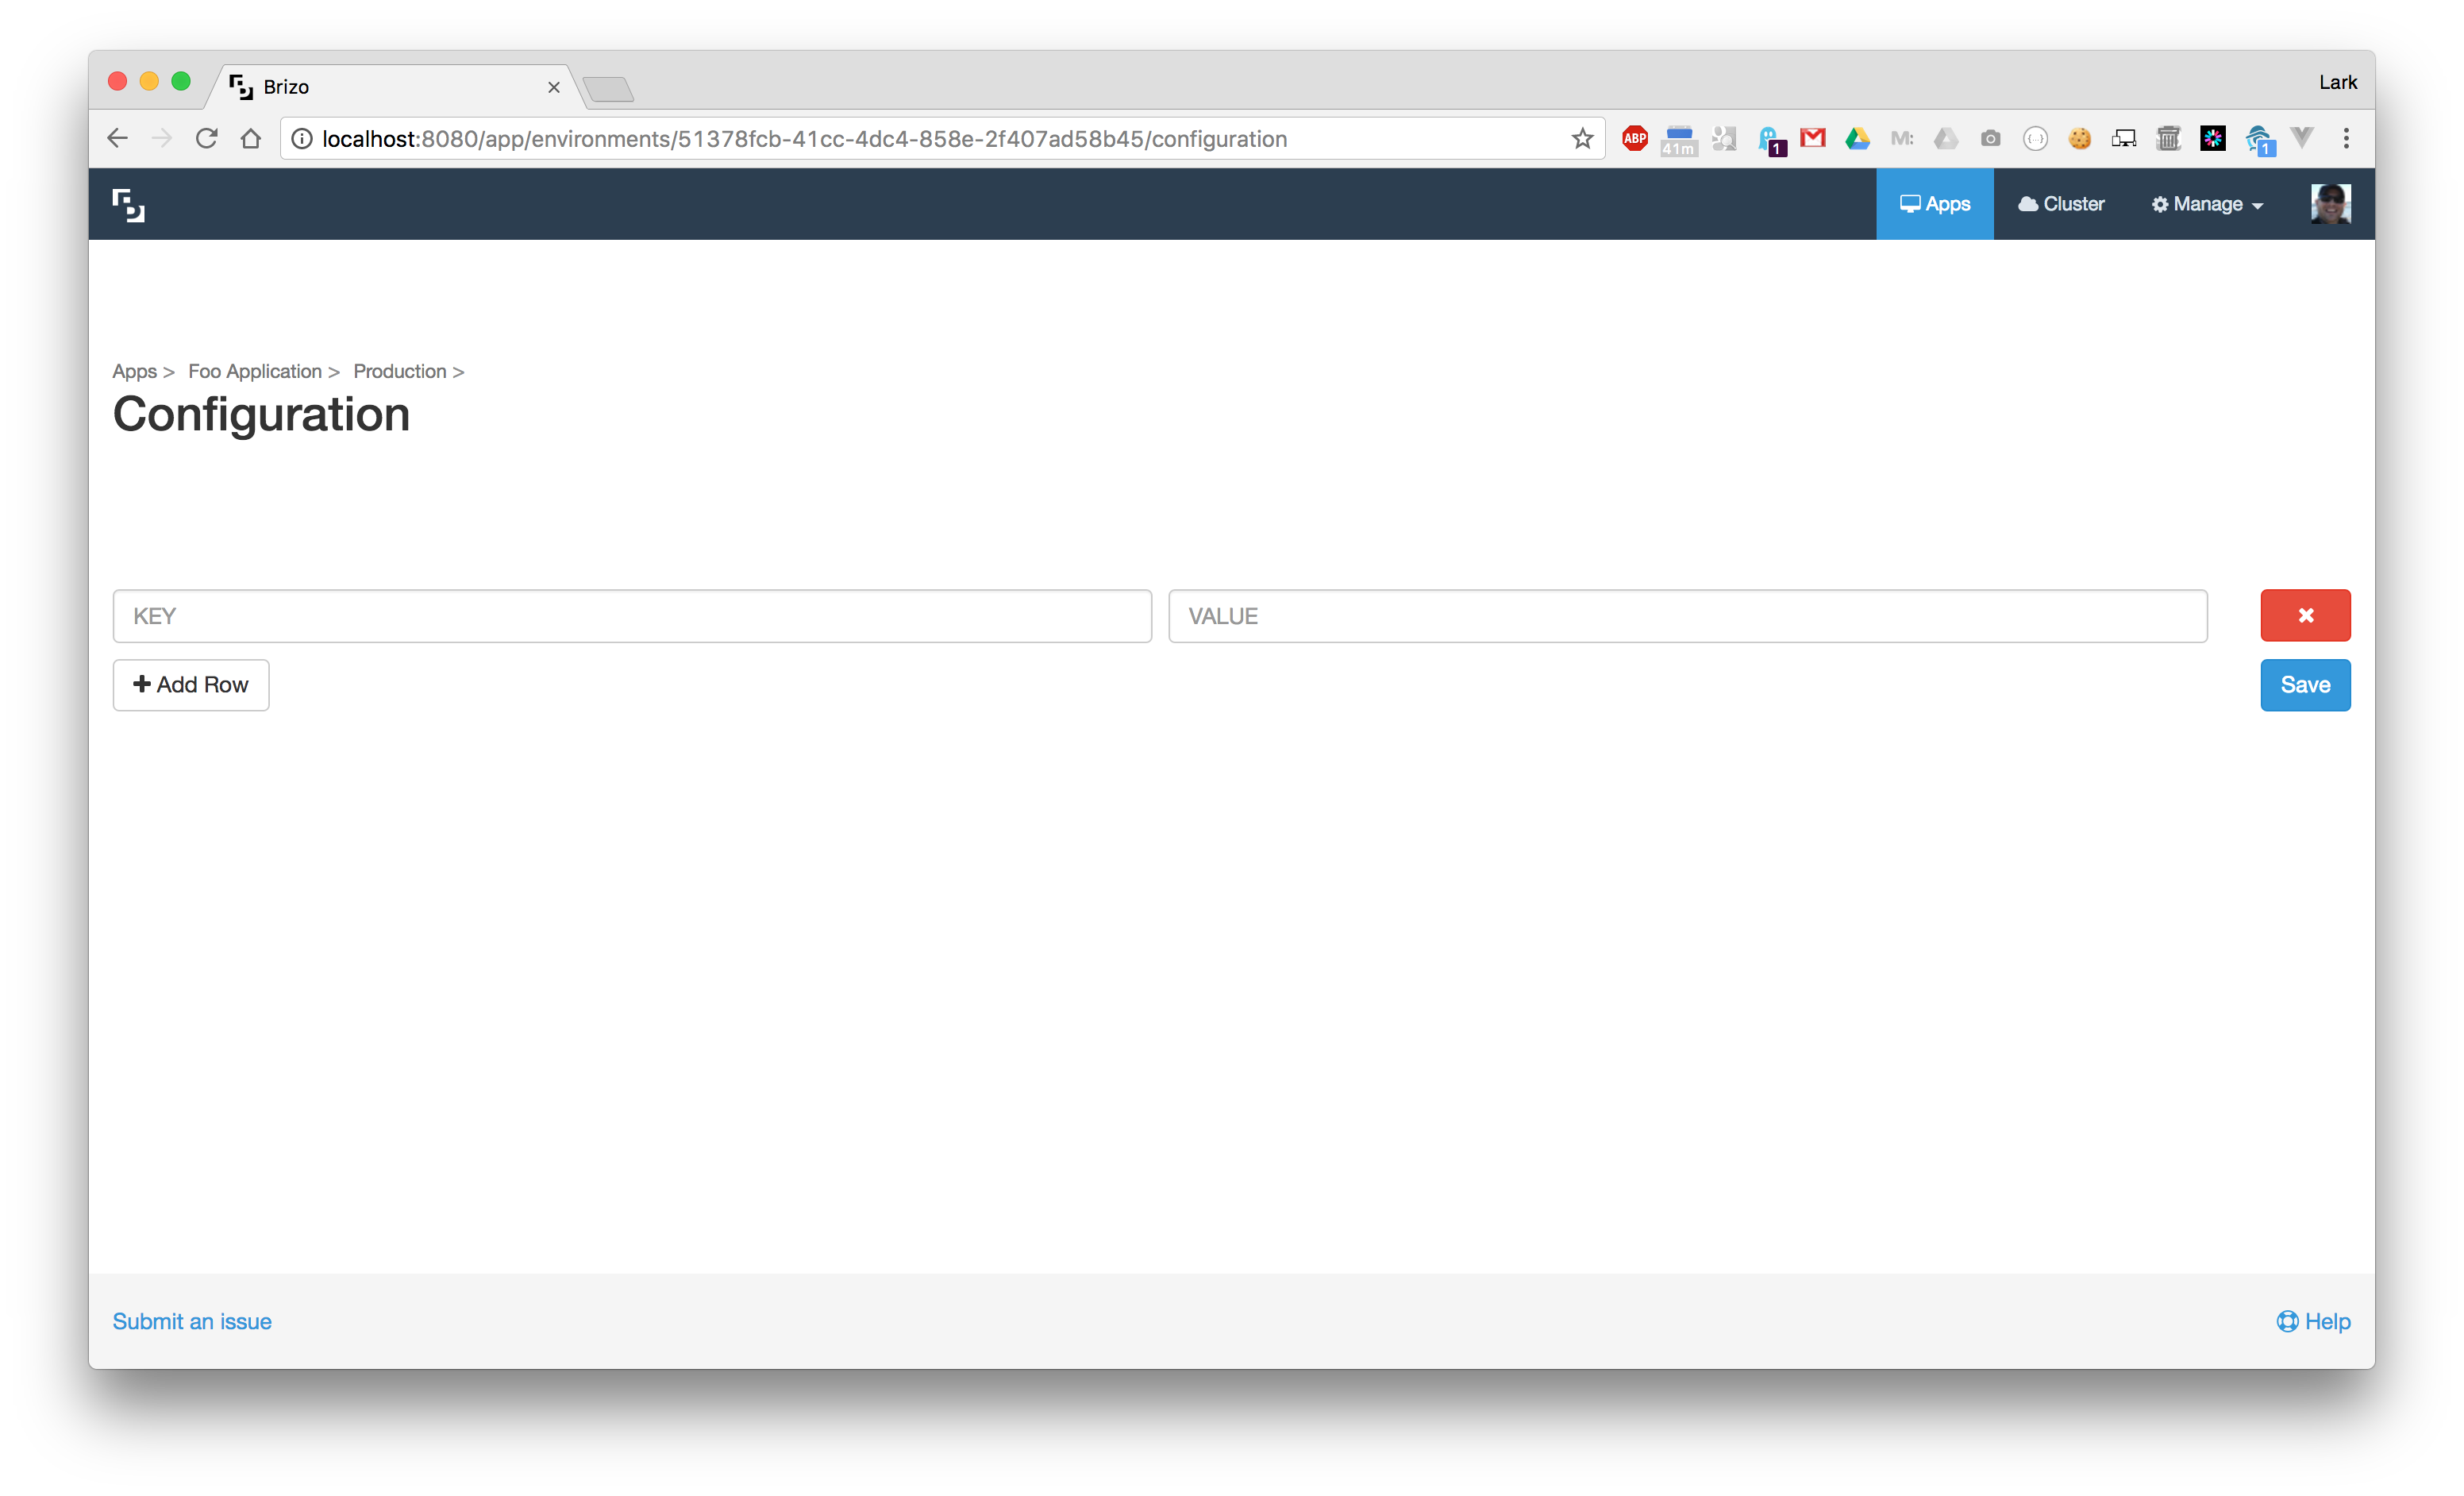 Brizo
Lark
localhost:8080/app/environments/51378fcb-41cc-4dc4-858e-2f407ad58b45/configuration
ABP
41m
1
M:
{...}
1
Apps
Cluster
Manage
Apps > Foo Application > Production >
Configuration
KEY
VALUE
Add Row
Save
Submit an issue
Help